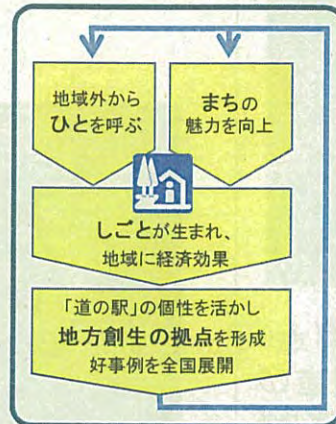 地域外から
ひとを呼ぶ
まちの
魅力を向上
しごとが生まれ、
地域に経済効果
「道の駅」の個性を活かし
地方創生の拠点を形成
好事例を全国展開